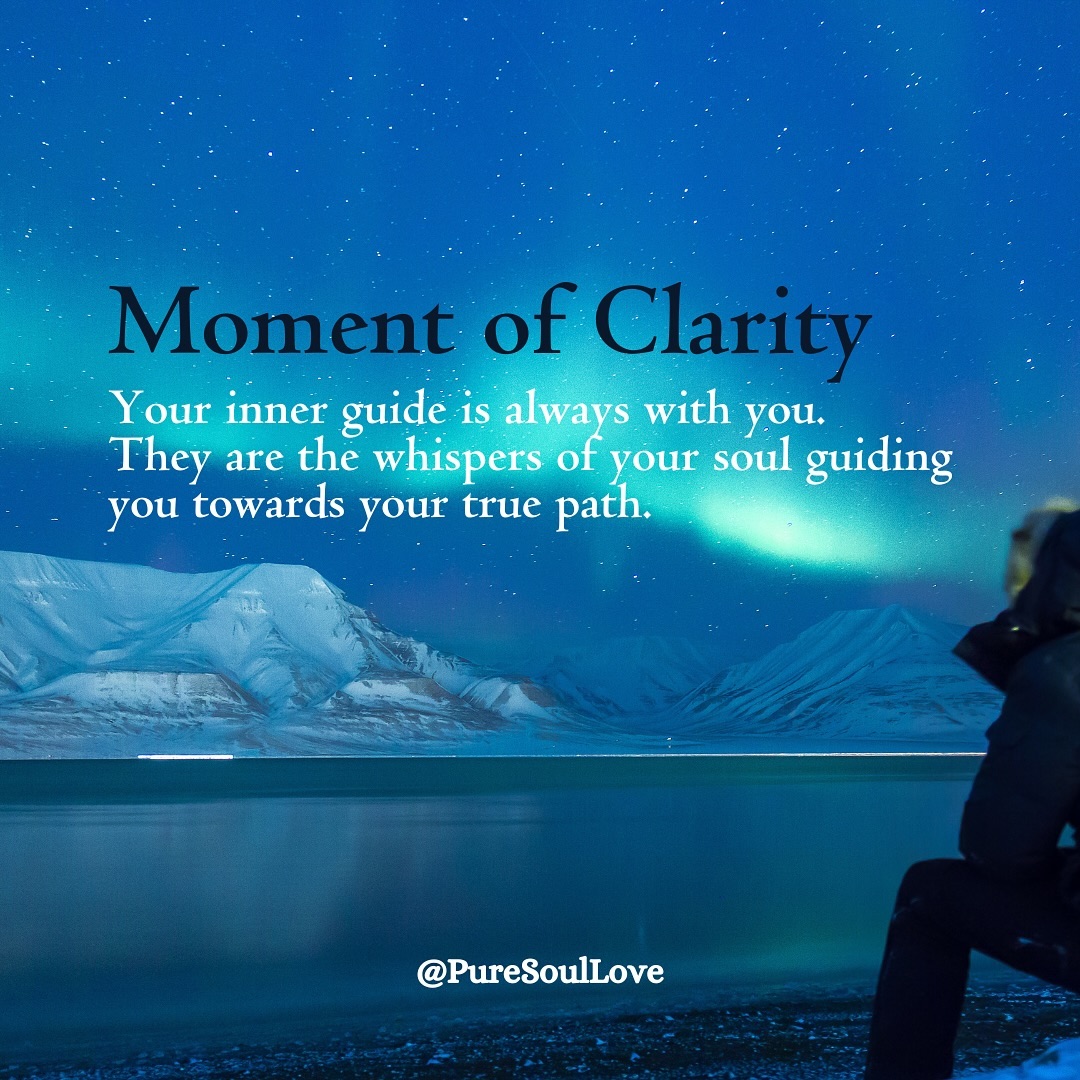 Moment of Clarity
Your inner guide is always with you.
They are the whispers of your soul guiding
you towards your true path.
@PureSoulLove